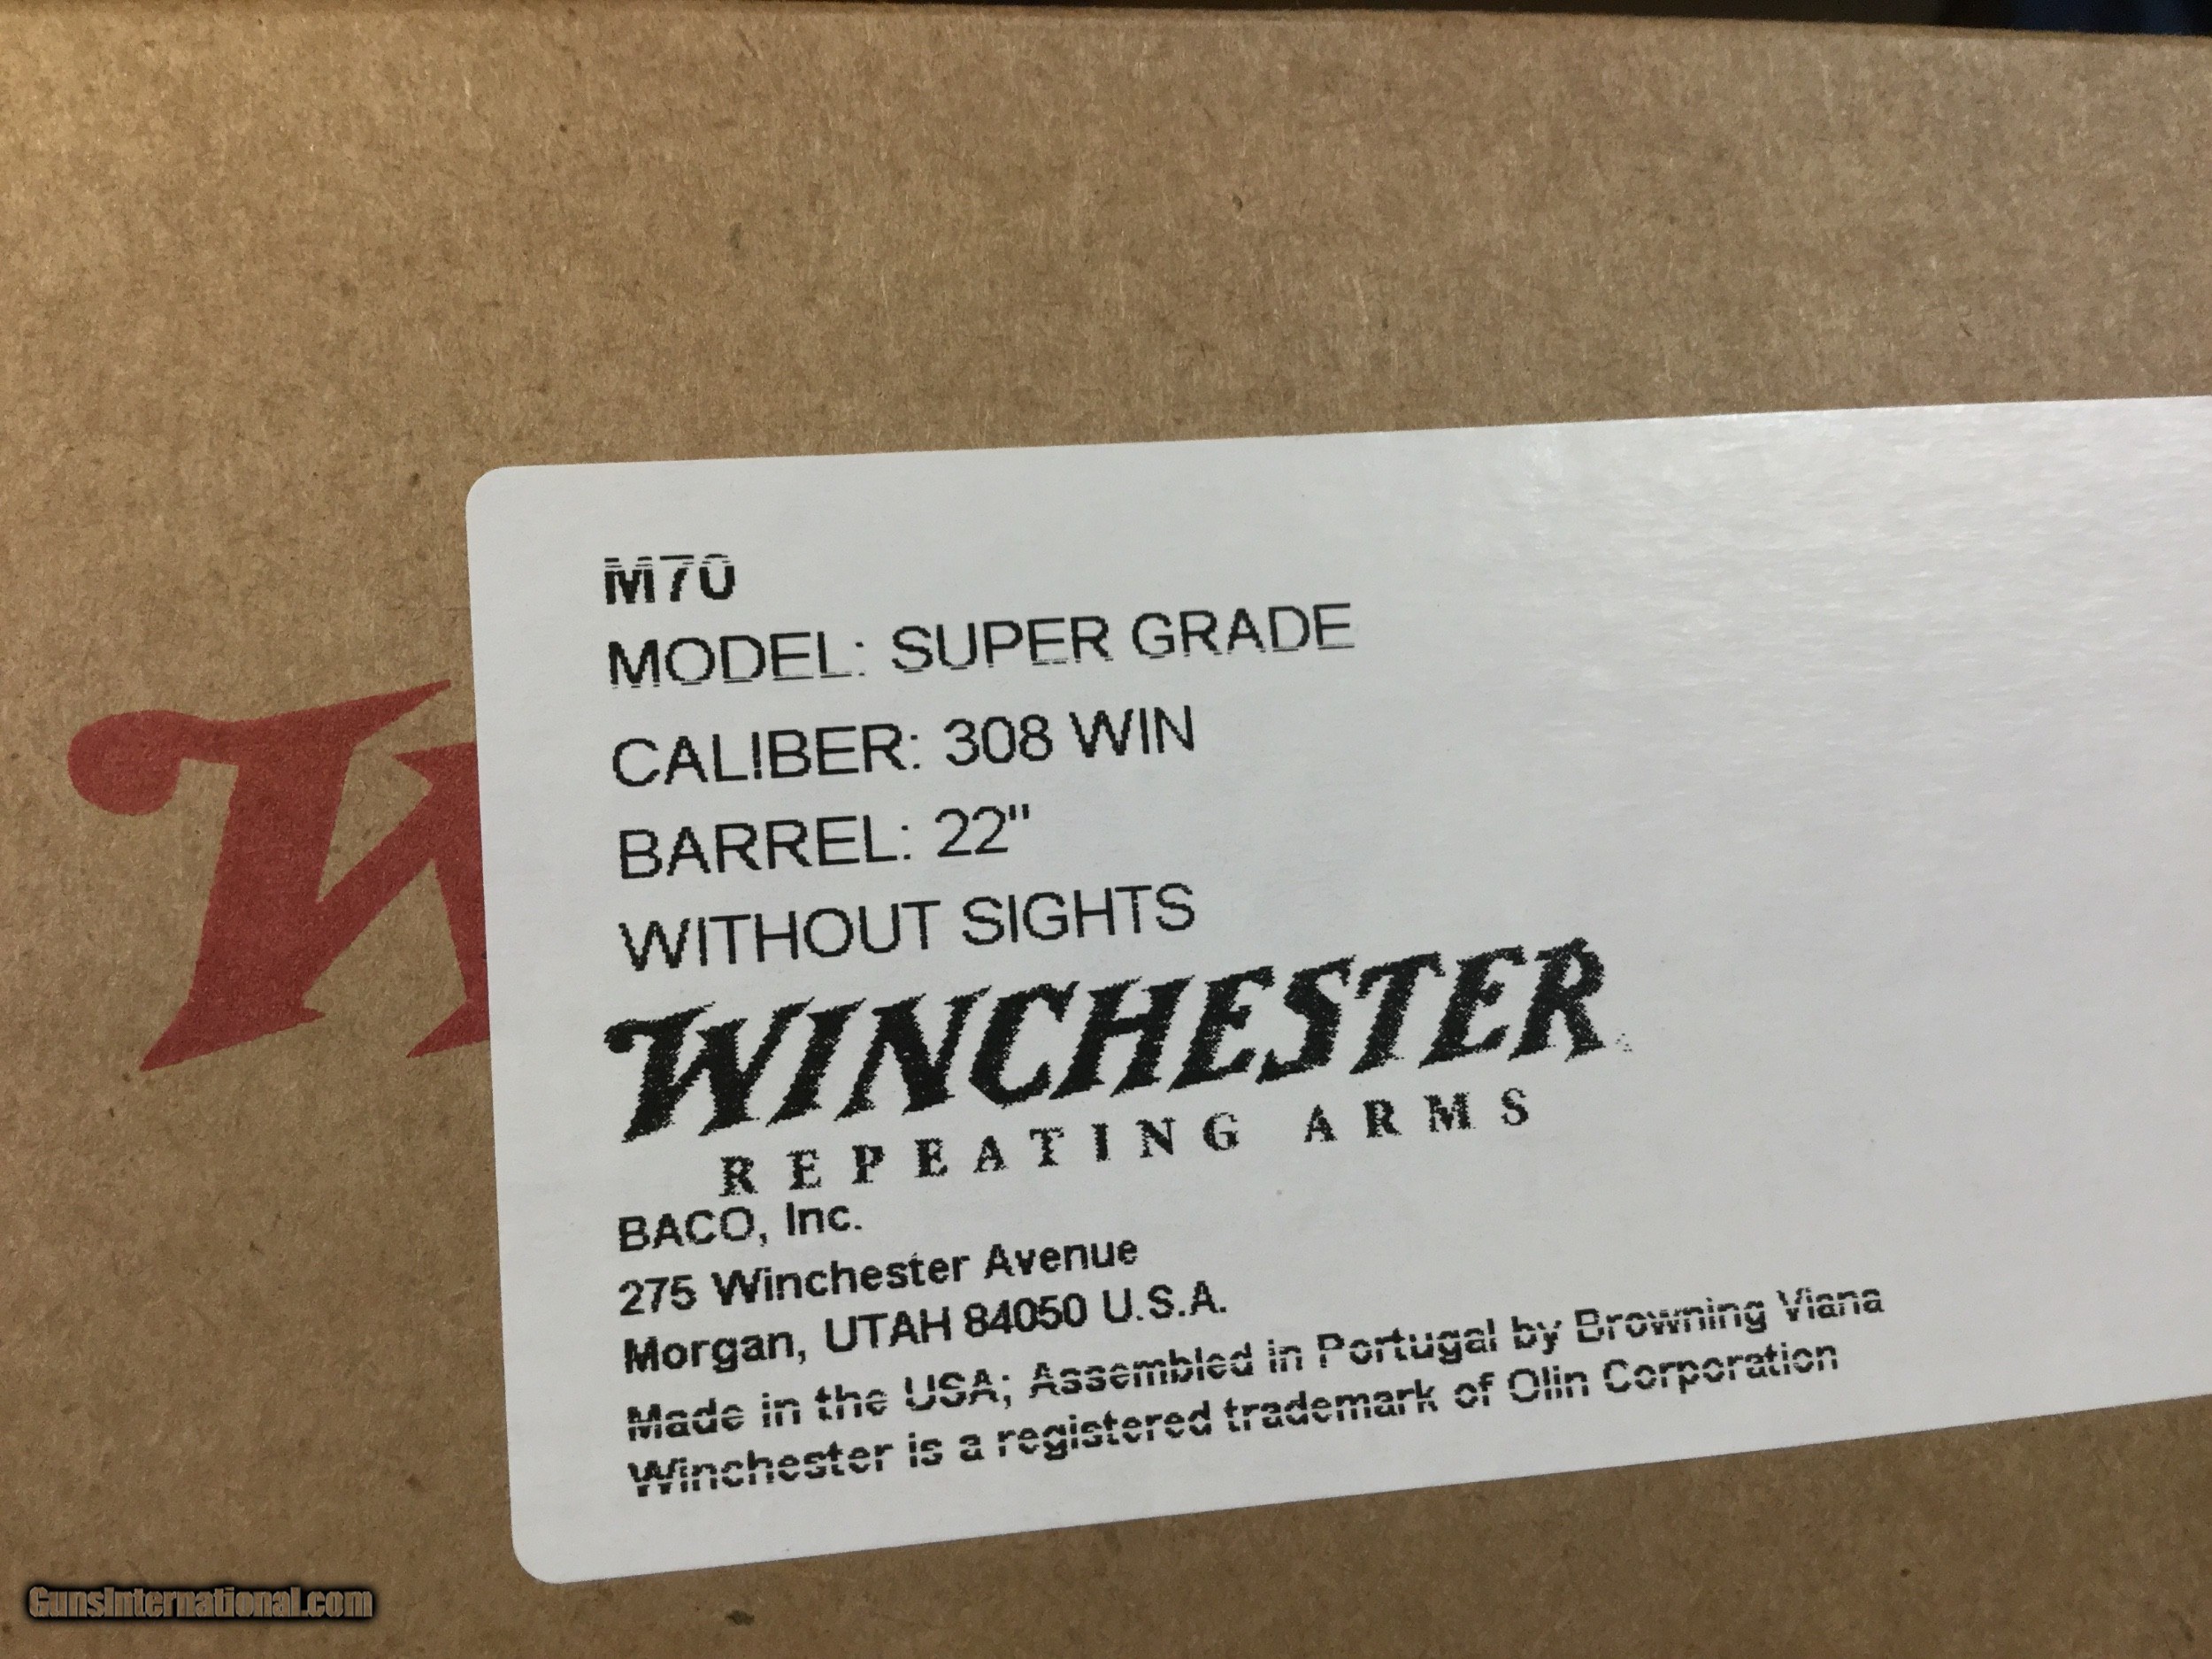 M70
MODEL: SUPER GRADE
CALIBER: 308 WIN
BARREL: 22"
WITHOUT SIGHTS
WINCHESTER
REPEATING ARMS
BACO, Inc.
275 Winchester Avenue
Morgan, UTAH 84050 U.S.A.
Made in the USA; Assembled in Portugal by Browning Viana
Winchester is a registered trademark of Olin Corporation
W
GunsInternational.com